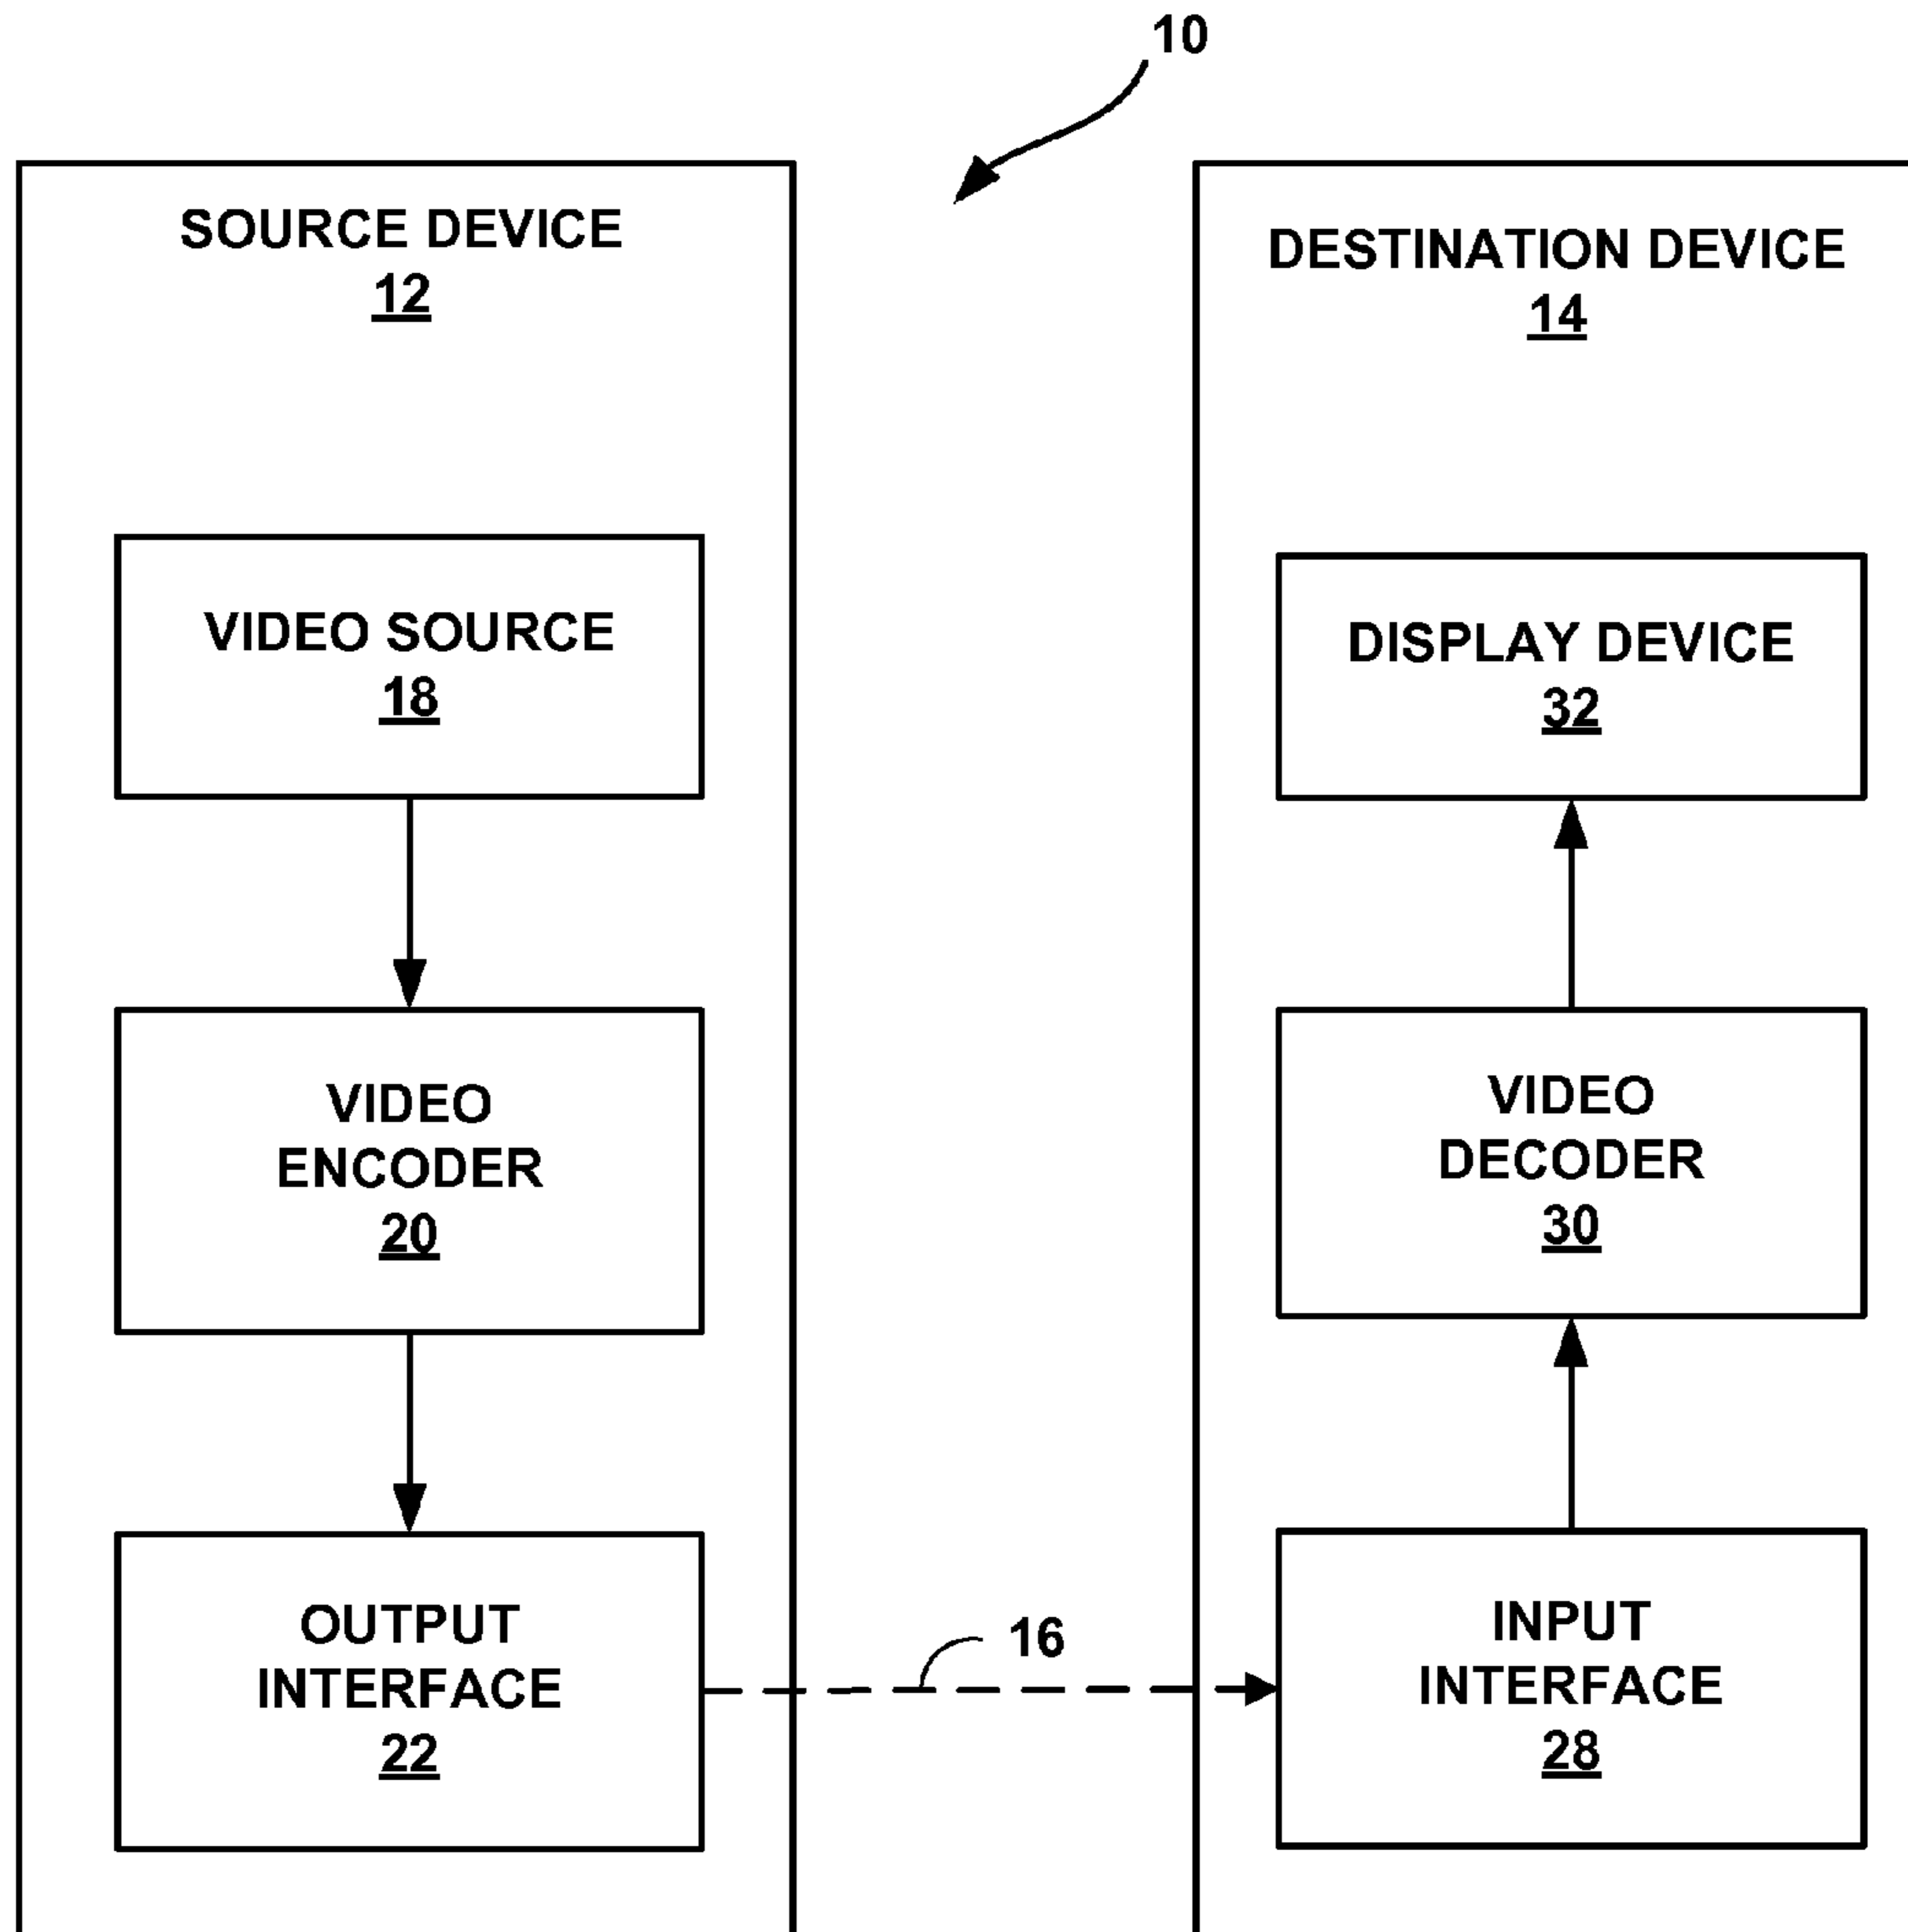 10
SOURCE DEVICE
12
VIDEO SOURCE
18
VIDEO
ENCODER
20
OUTPUT
INTERFACE
22
16
DESTINATION DEVICE
14
DISPLAY DEVICE
32
VIDEO
DECODER
30
INPUT
INTERFACE
28